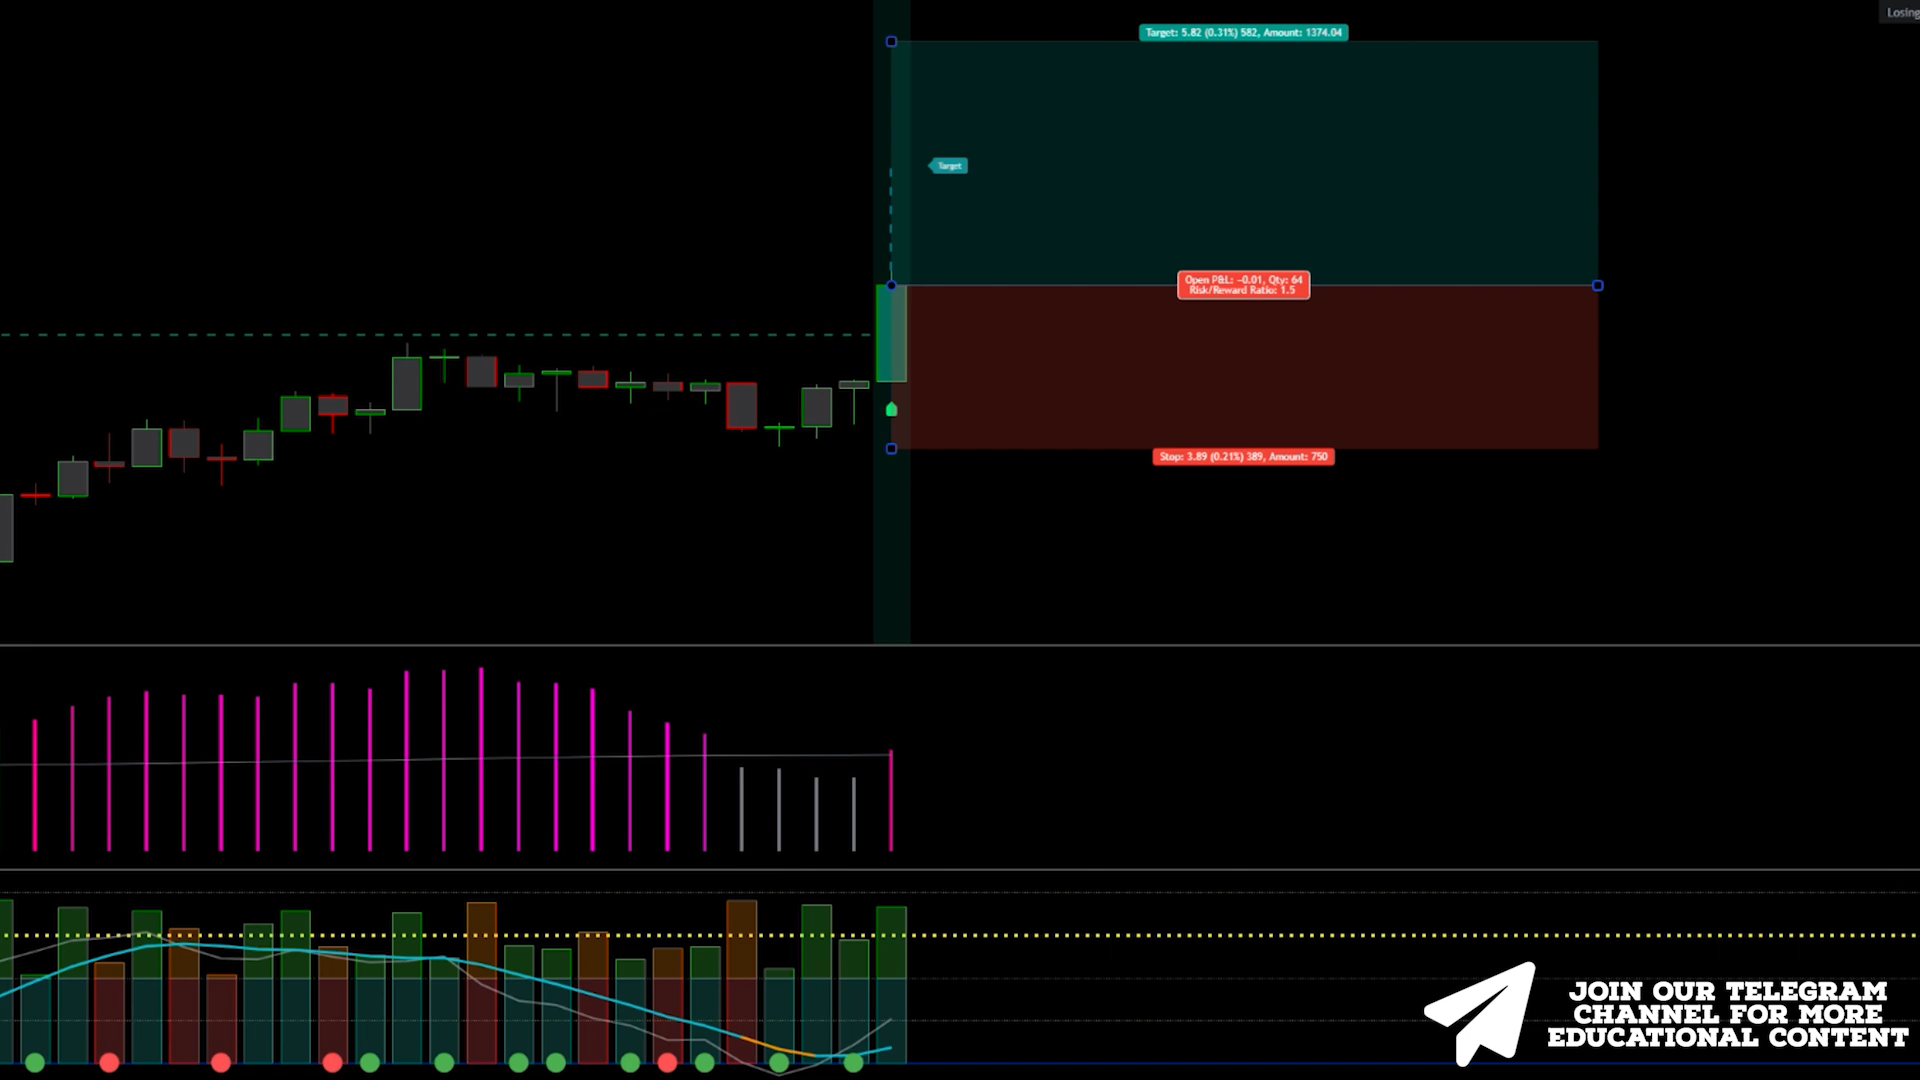 Losing
Target: 5.82 (0.31%) 582, Amount: 1374.04
Target
Open P&L: −0.01, Qty: 64
Risk/Reward Ratio: 1.5
Stop: 3.89 (0.21%) 389, Amount: 750
JOIN OUR TELEGRAM
CHANNEL FOR MORE
EDUCATIONAL CONTENT